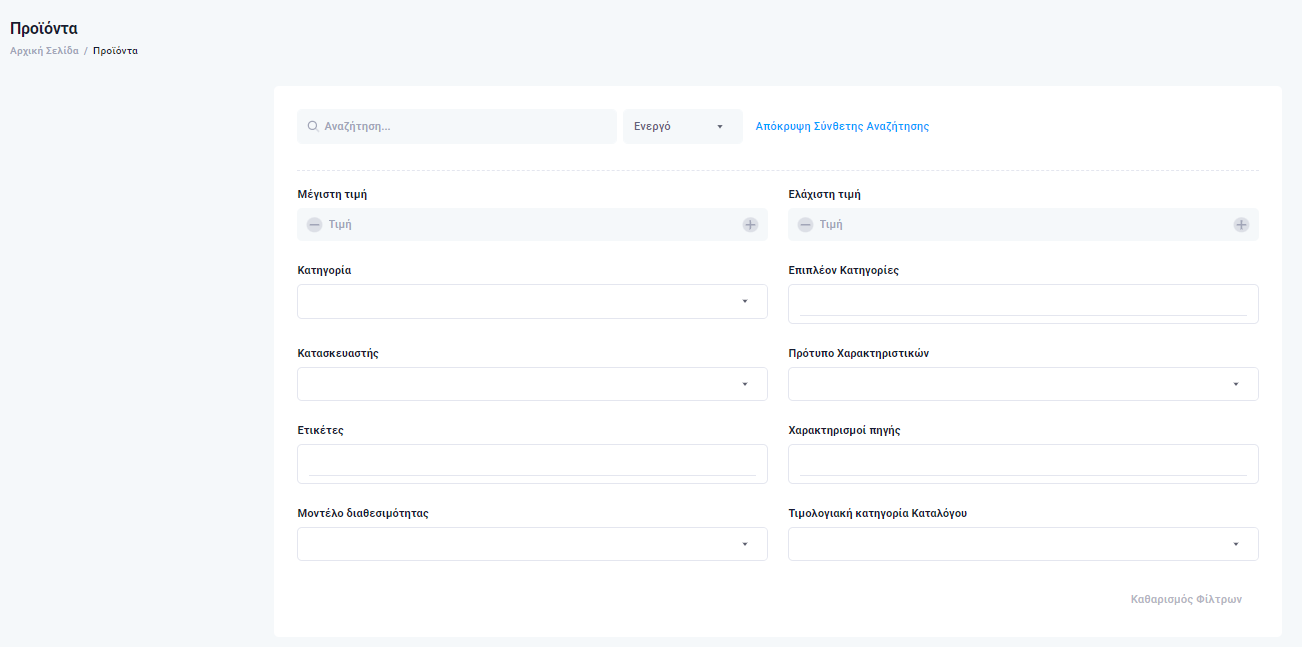 Προϊόντα
Αρχική Σελίδα / Προϊόντα
Αναζήτηση... Ενεργό Απόκρυψη Σύνθετης Αναζήτησης
Μέγιστη τιμή Ελάχιστη τιμή
Τιμή Τιμή
Κατηγορία Επιπλέον Κατηγορίες
Κατασκευαστής Πρότυπο Χαρακτηριστικών
Ετικέτες Χαρακτηρισμοί πηγής
Μοντέλο διαθεσιμότητας Τιμολογιακή κατηγορία Καταλόγου
Καθαρισμός Φίλτρων